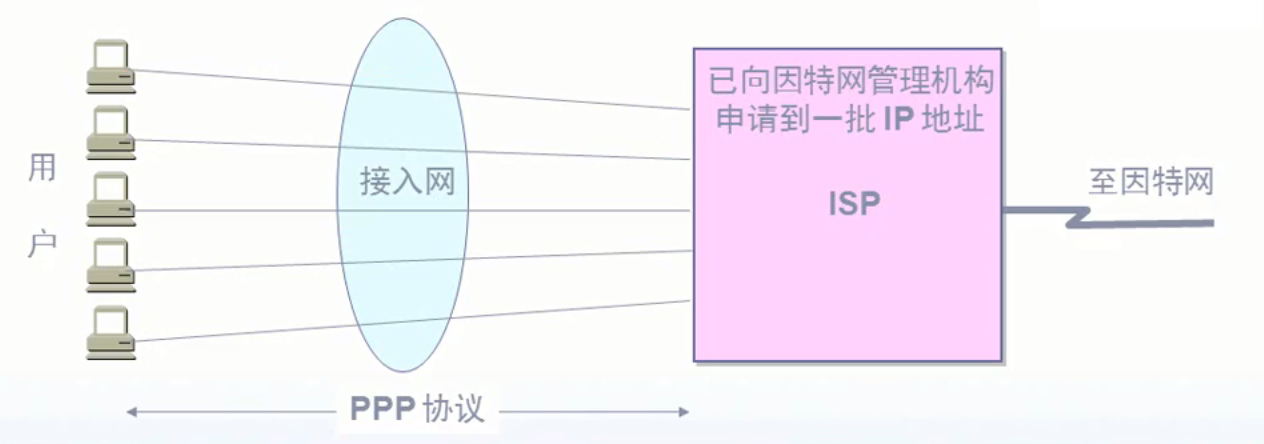 已向因特网管理机构
申请到一批 IP 地址
用
户
接入网
ISP
至因特网
PPP 协议